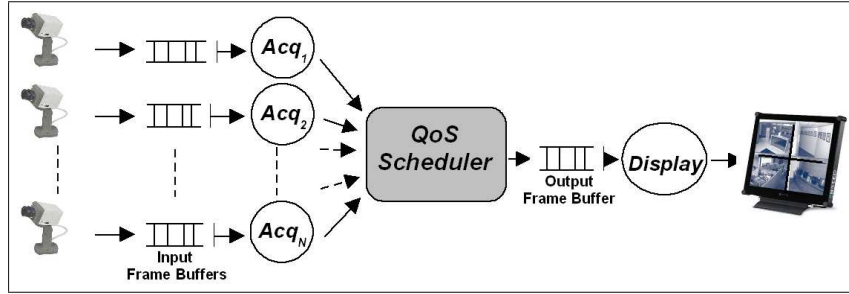 Acq1
Acq2
QoS
Scheduler
Display
Output
Frame Buffer
AcqN
Input
Frame Buffers